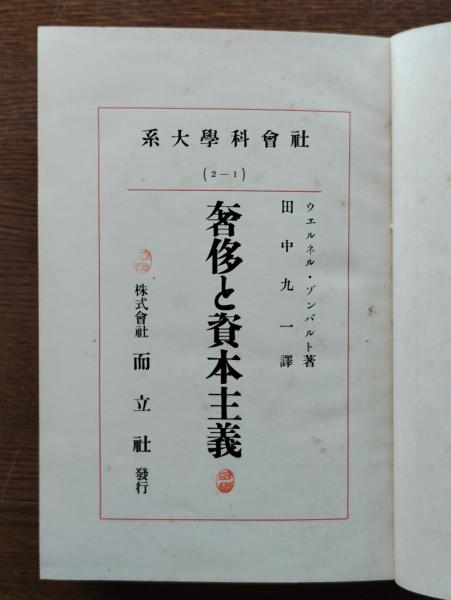 系大學科會社
(２―１)
ウエルネル・ゾンバルト著
田中九一譯
奢侈と資本主義
株式會社 而立社 發行